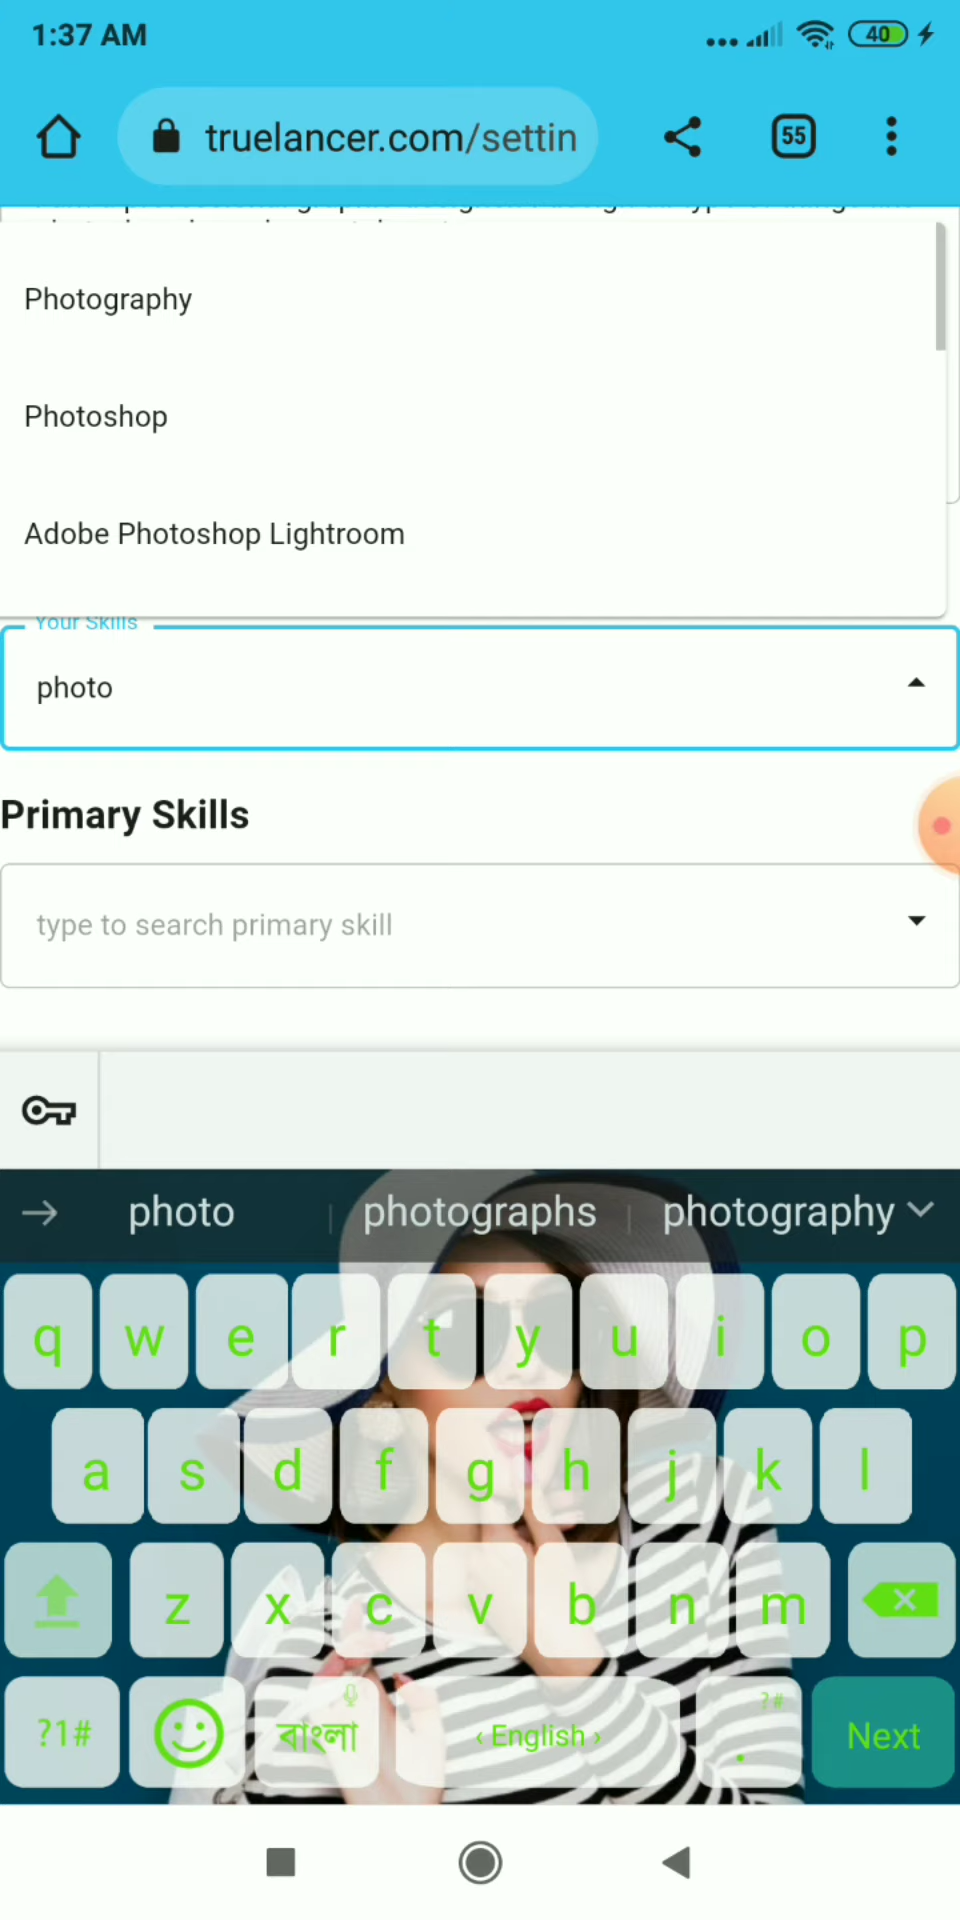 1:37 AM
40
truelancer.com/settin
55
Photography
Photoshop
Adobe Photoshop Lightroom
Your Skills
photo
Primary Skills
type to search primary skill
photo photographs photography
q w e r t y u i o p
a s d f g h j k l
z x c v b n m
?1# বাংলা ‹ English › ?# . Next